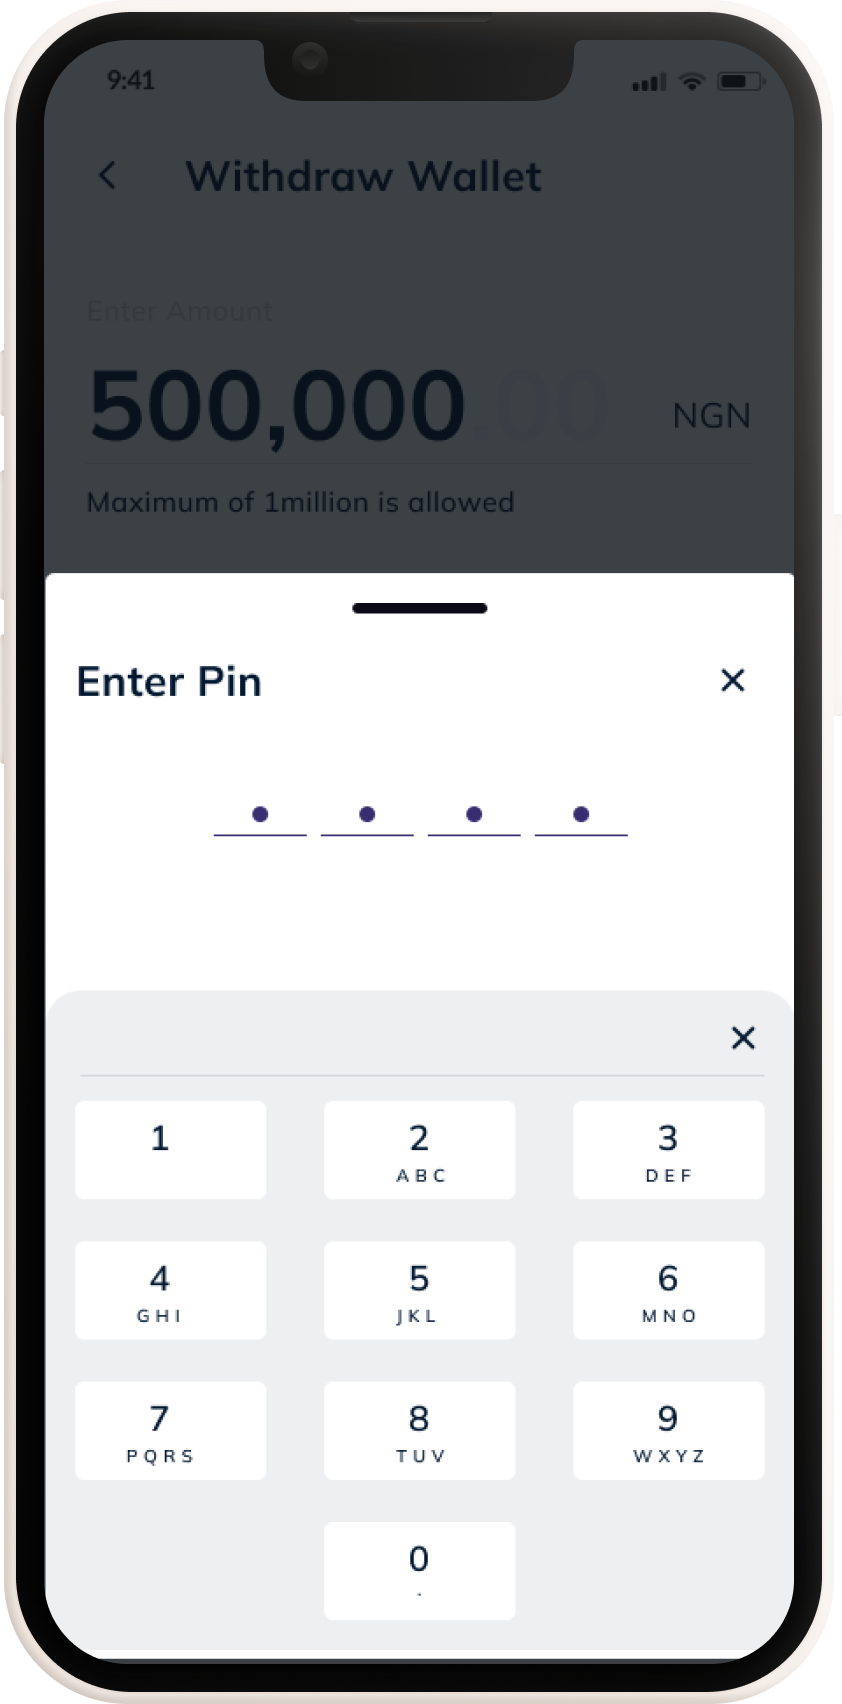 9:41
Withdraw Wallet
Enter Amount
500,000.00 NGN
Maximum of 1million is allowed
Enter Pin
1 2 3
ABC DEF
4 5 6
GHI JKL MNO
7 8 9
PQRS TUV WXYZ
0
.